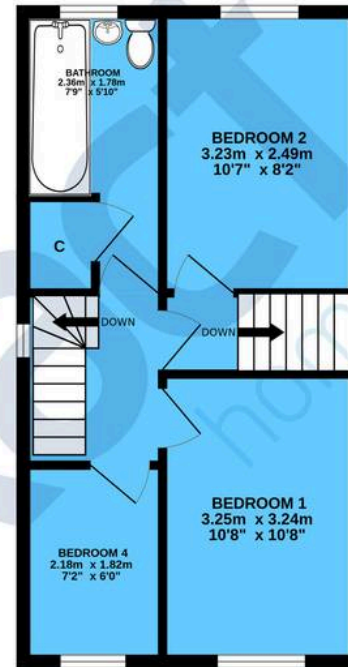 BATHROOM
2.36m x 1.78m
7'9" x 5'10"
BEDROOM 2
3.23m x 2.49m
10'7" x 8'2"
C
DOWN
DOWN
BEDROOM 1
3.25m x 3.24m
10'8" x 10'8"
BEDROOM 4
2.18m x 1.82m
7'2" x 6'0"